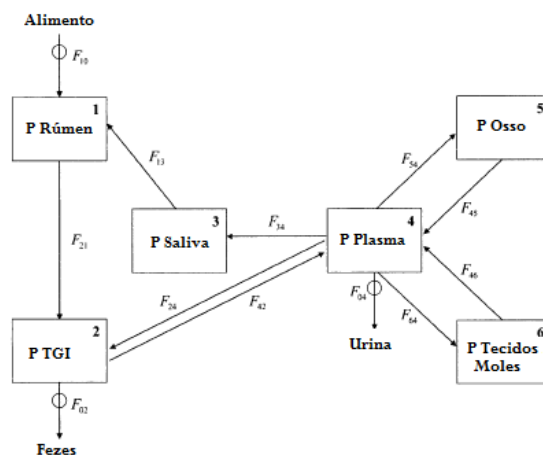 Alimento
F10
1
P Rúmen
5
P Osso
F13
F54
F45
3
P Saliva
F34
4
P Plasma
F21
F24
F42
F04
F46
F64
Urina
2
P TGI
6
P Tecidos
Moles
F02
Fezes